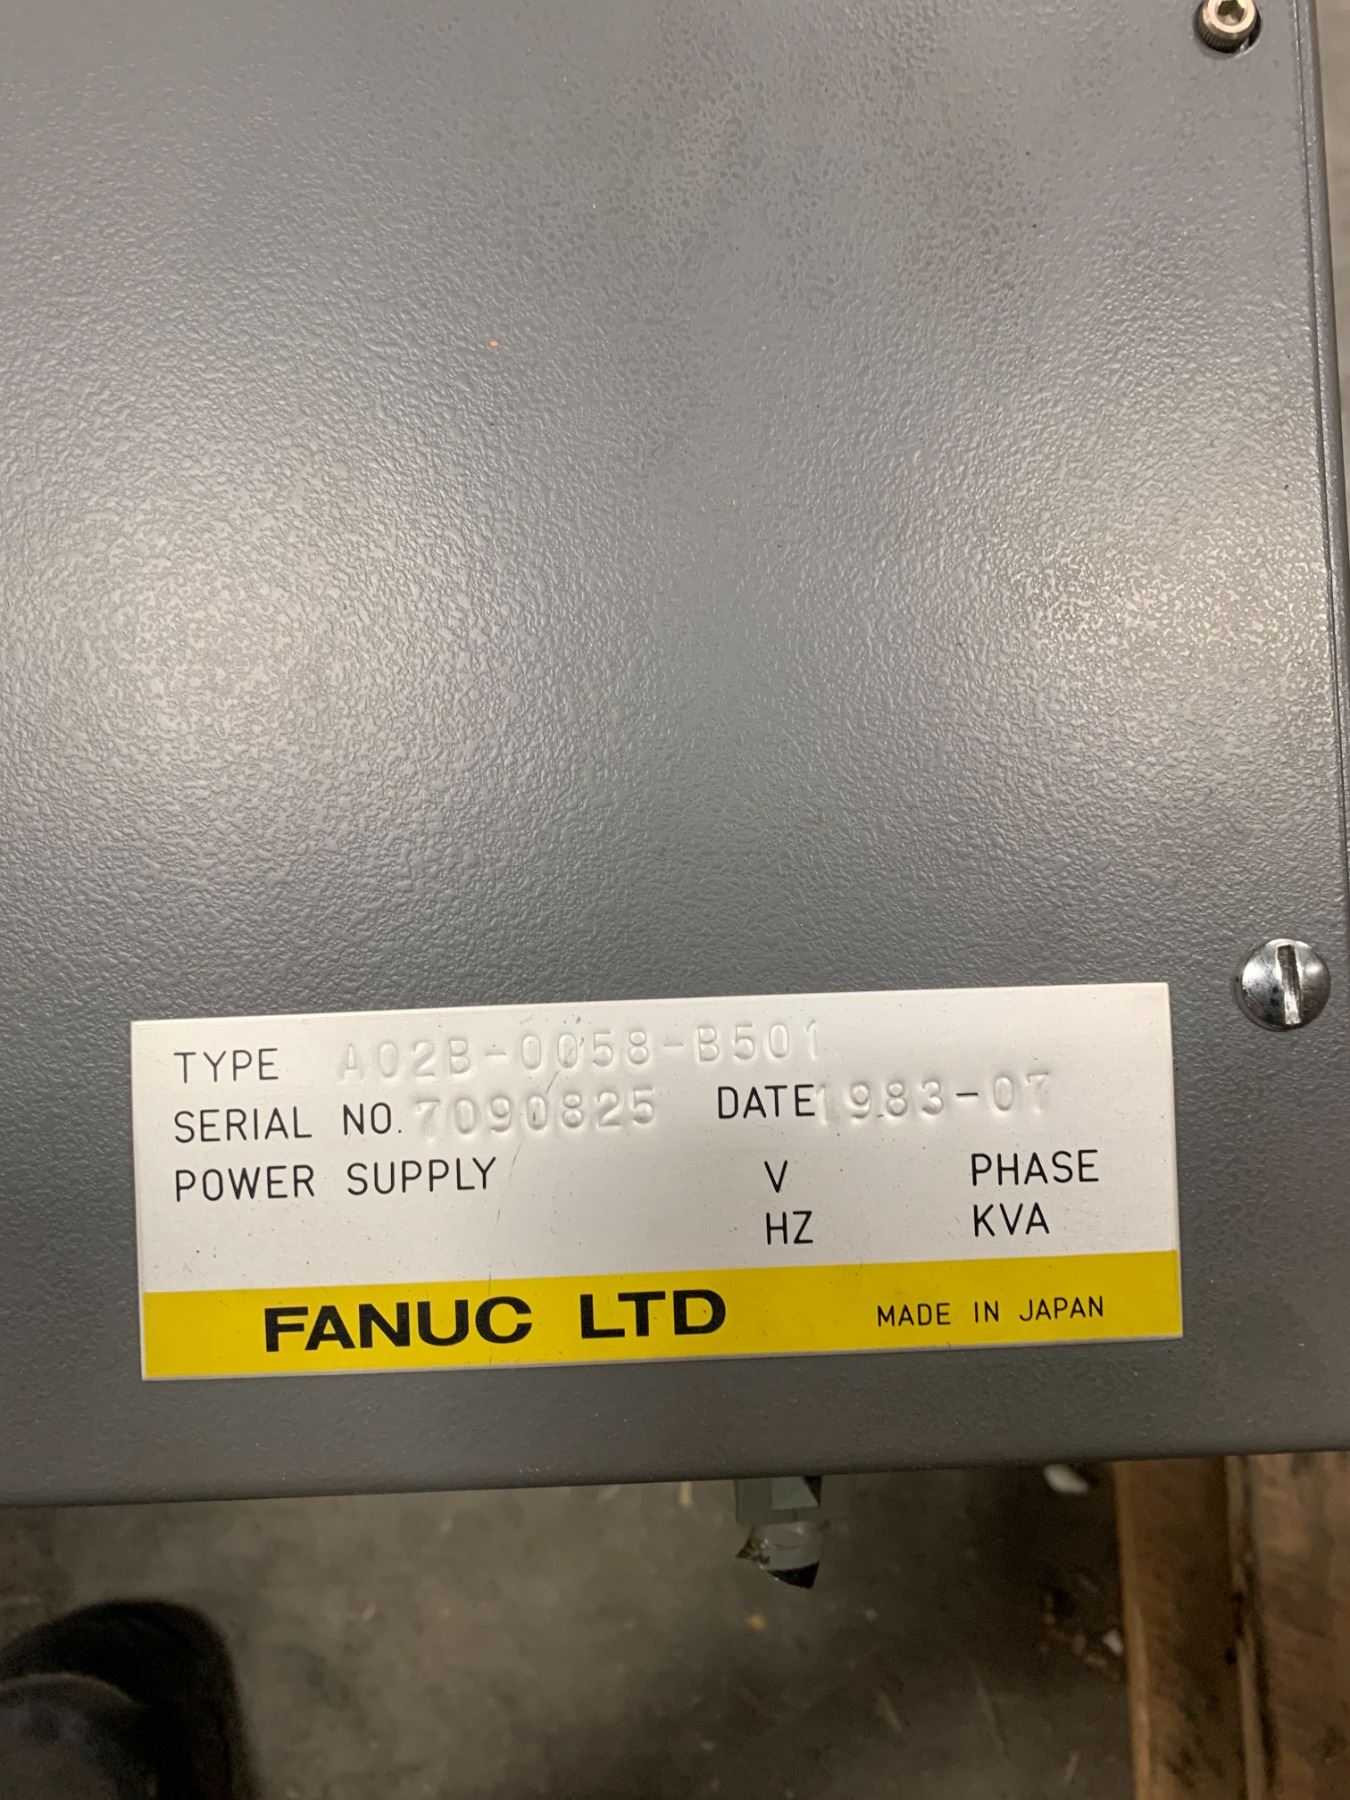 TYPE A02B-0058-B501
SERIAL NO. 7090825 DATE 1983-07
POWER SUPPLY V PHASE
HZ KVA
FANUC LTD MADE IN JAPAN